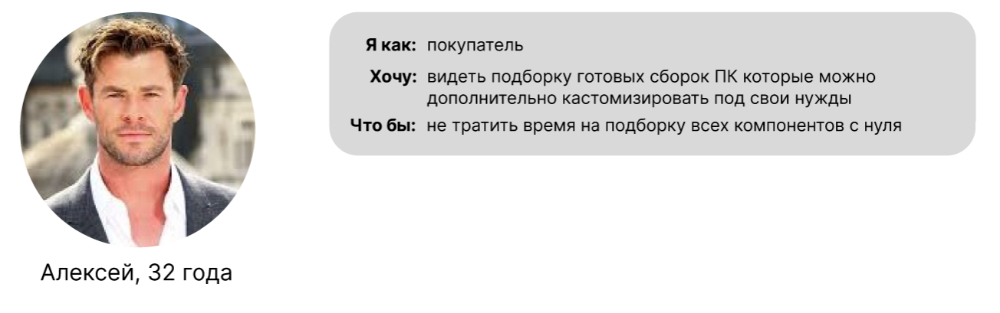 Я как: покупатель
Хочу: видеть подборку готовых сборок ПК которые можно
дополнительно кастомизировать под свои нужды
Что бы: не тратить время на подборку всех компонентов с нуля
Алексей, 32 года